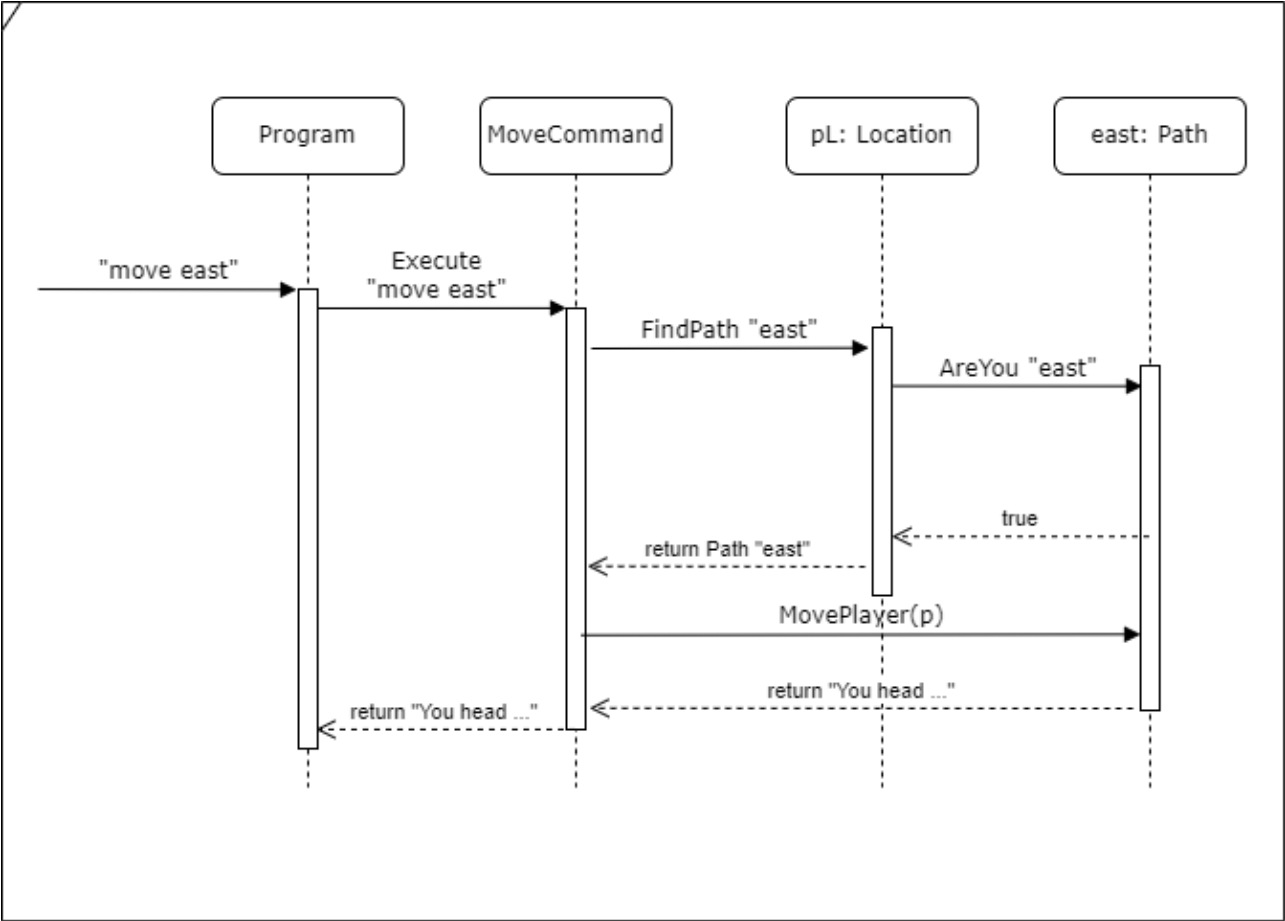 Program
MoveCommand
pL: Location
east: Path
"move east"
Execute
"move east"
FindPath "east"
AreYou "east"
true
return Path "east"
MovePlayer(p)
return "You head ..."
return "You head ..."